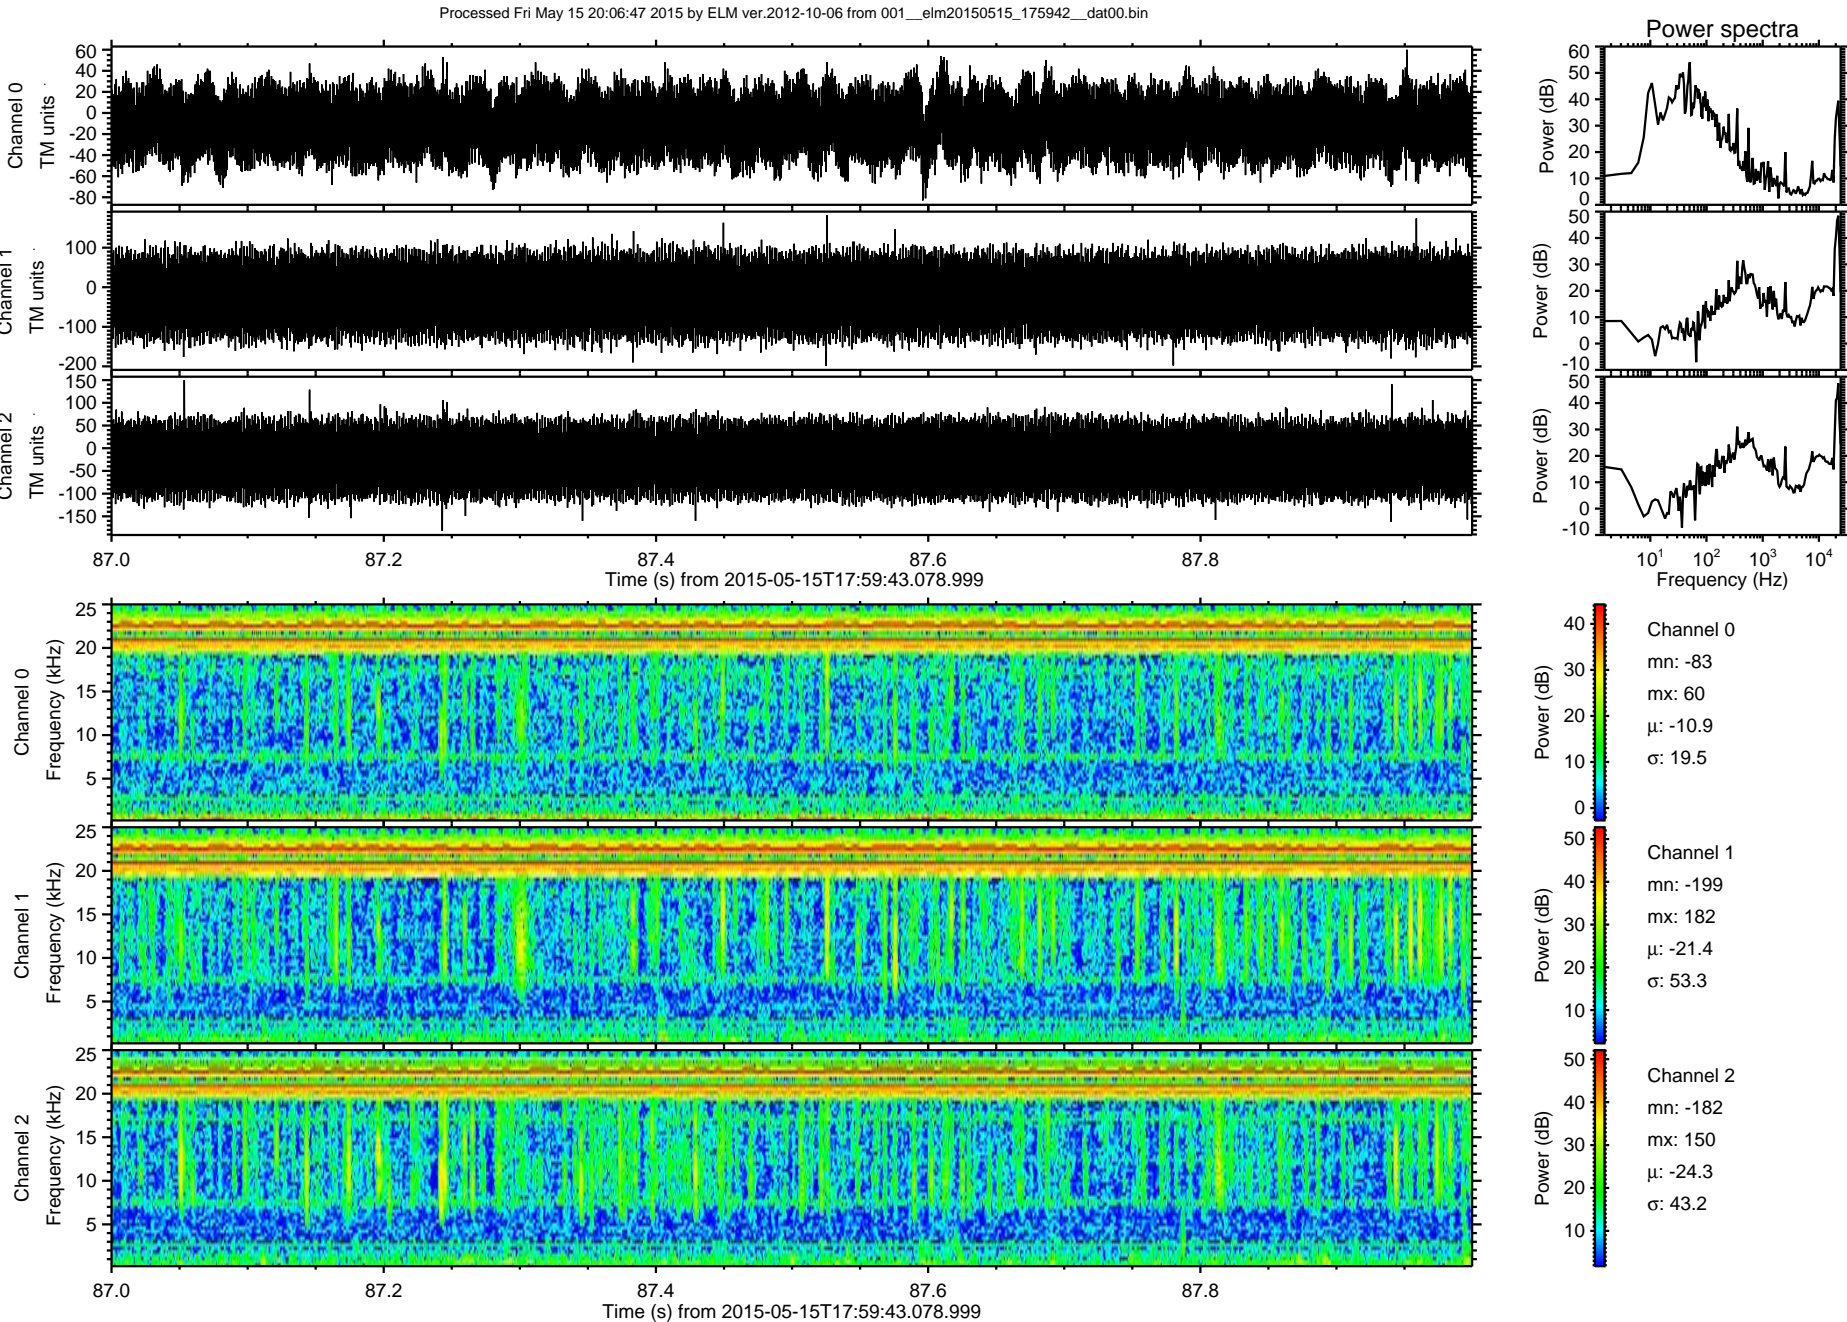 Processed Fri May 15 20:06:47 2015 by ELM ver.2012-10-06 from 001__elm20150515_175942__dat00.bin
Power spectra
Channel 0
TM units
60
40
20
0
-20
-40
-60
-80
Power (dB)
60
50
40
30
20
10
0
Channel 1
TM units
100
0
-100
-200
Power (dB)
50
40
30
20
10
0
-10
Channel 2
TM units
150
100
50
0
-50
-100
-150
Power (dB)
50
40
30
20
10
0
-10
87.0 87.2 87.4 87.6 87.8
Time (s) from 2015-05-15T17:59:43.078.999
10^1 10^2 10^3 10^4
Frequency (Hz)
Channel 0
Frequency (kHz)
25
20
15
10
5
Power (dB)
40
30
20
10
0
Channel 0
mn: -83
mx: 60
μ: -10.9
σ: 19.5
Channel 1
Frequency (kHz)
25
20
15
10
5
Power (dB)
50
40
30
20
10
Channel 1
mn: -199
mx: 182
μ: -21.4
σ: 53.3
Channel 2
Frequency (kHz)
25
20
15
10
5
Power (dB)
50
40
30
20
10
Channel 2
mn: -182
mx: 150
μ: -24.3
σ: 43.2
87.0 87.2 87.4 87.6 87.8
Time (s) from 2015-05-15T17:59:43.078.999